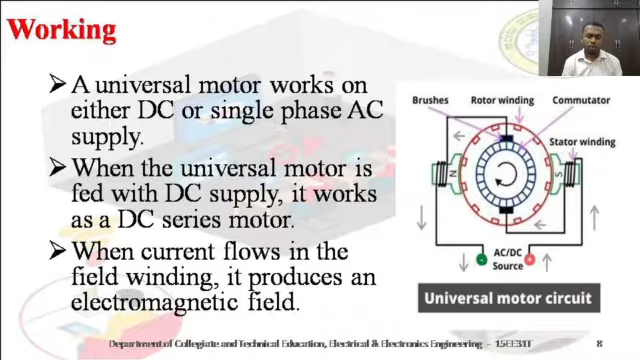 Working
➢ A universal motor works on
either DC or single phase AC
supply.
➢ When the universal motor is
fed with DC supply, it works
as a DC series motor.
➢ When current flows in the
field winding, it produces an
electromagnetic field.
Brushes
Rotor winding
Commutator
Stator winding
N
S
AC/DC
Source
Universal motor circuit
Department of Collegiate and Technical Education, Electrical & Electronics Engineering - 15EE31T
8